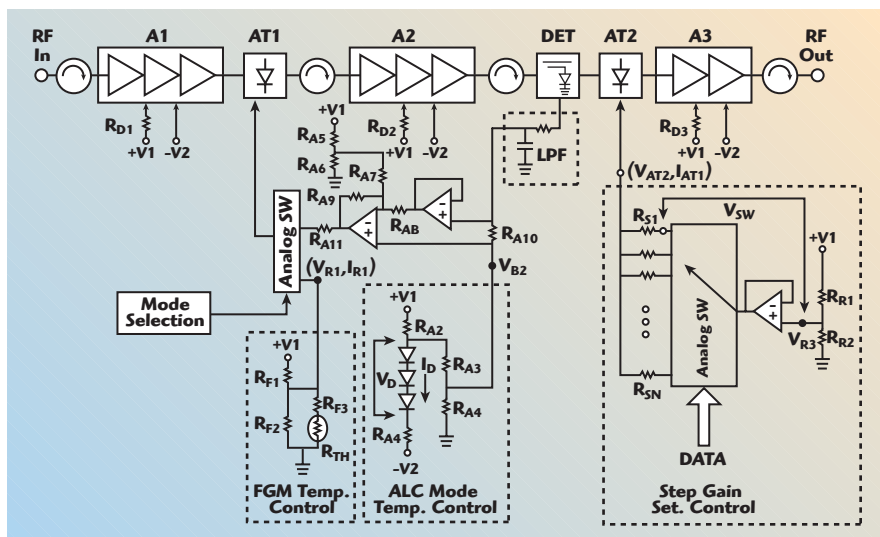 RF
In
A1
AT1
A2
DET
AT2
A3
RF
Out
RD1
+V1
–V2
+V1
RA5
RA6
RA7
RD2
+V1
–V2
LPF
RD3
+V1
–V2
(VAT2,IAT1)
RA9
RAB
RA11
RA10
Analog SW
(VR1,IR1)
VB2
Mode
Selection
+V1
RF1
RF2
RF3
RTH
FGM Temp.
Control
+V1
RA2
VD
ID
RA3
RA4
RA4
–V2
ALC Mode
Temp. Control
RS1
VSW
+V1
Analog SW
RR1
VR3
RR2
RSN
DATA
Step Gain
Set. Control